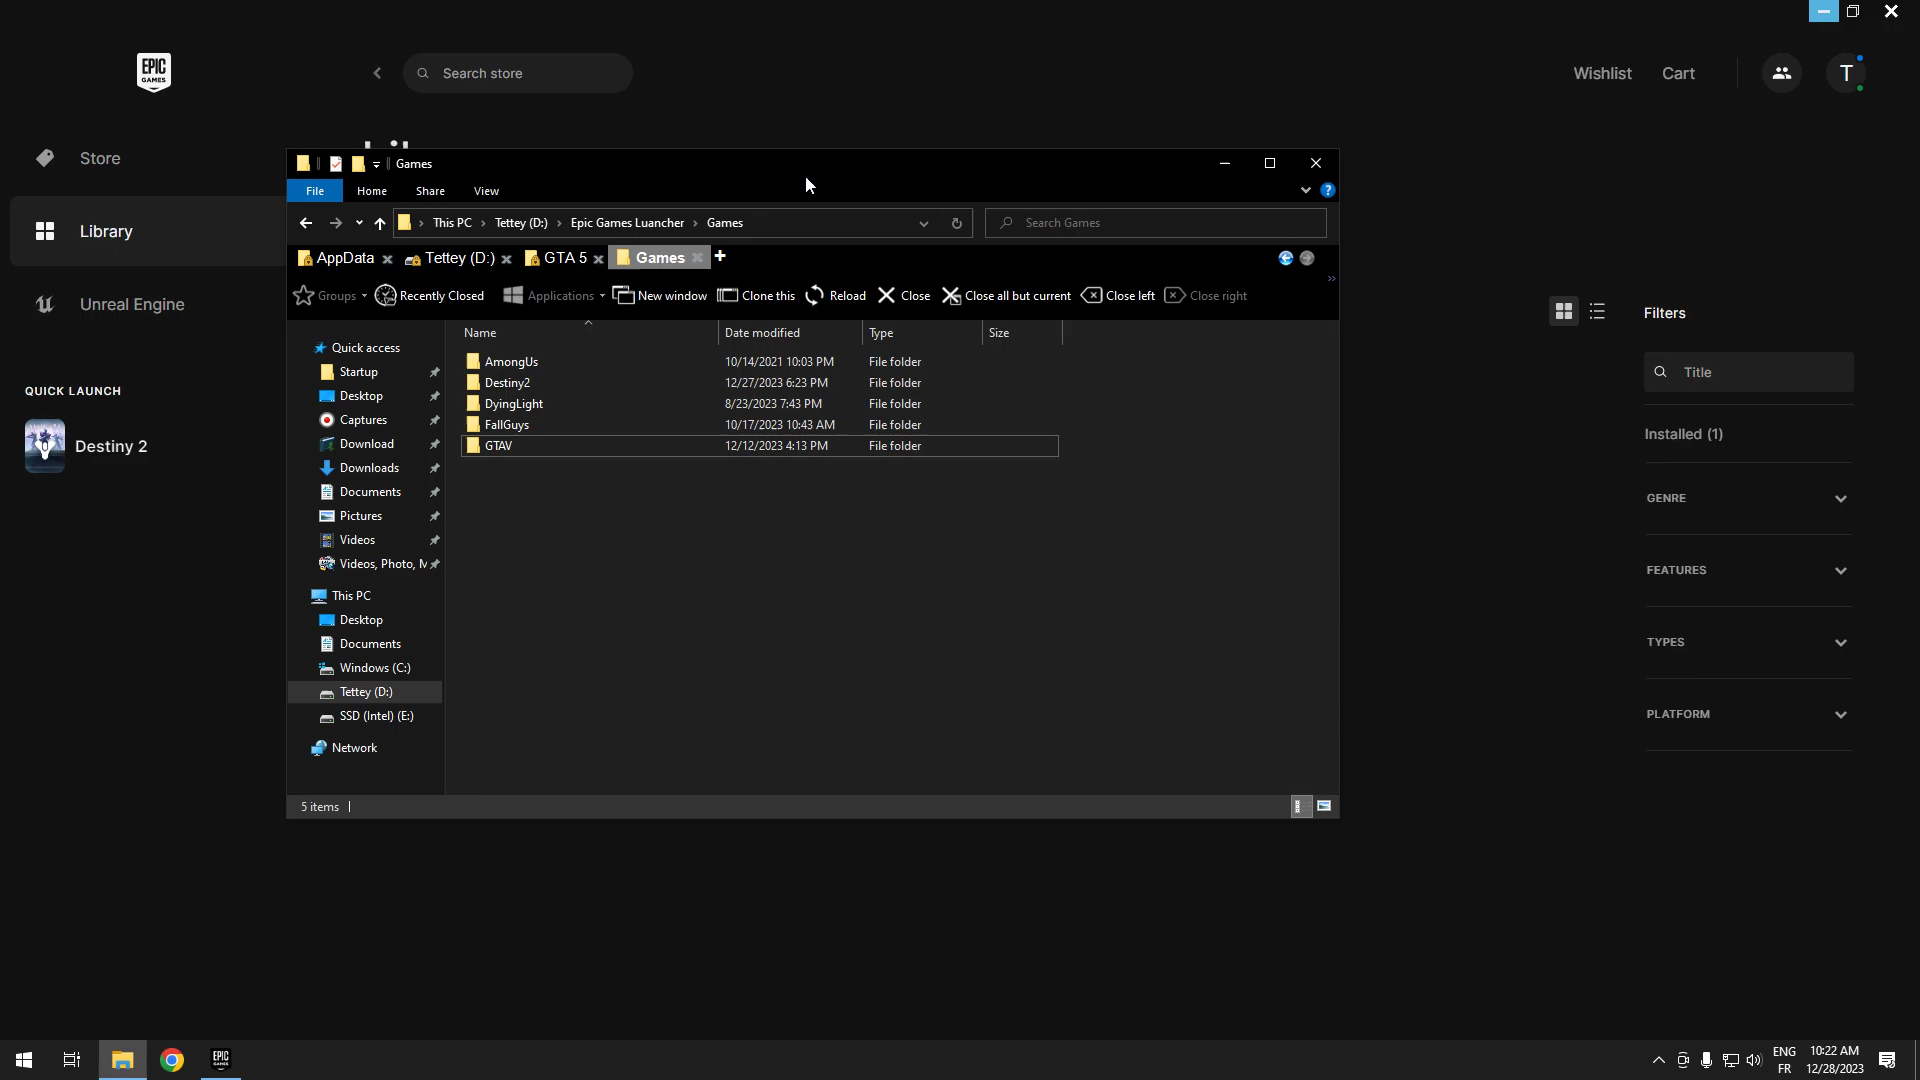 EPIC
GAMES
Search store
Wishlist
Cart
T
Store
Library
Unreal Engine
QUICK LAUNCH
Destiny 2
Games
File
Home
Share
View
This PC
Tettey (D:)
Epic Games Luancher
Games
Search Games
AppData
Tettey (D:)
GTA 5
Games
Groups
Recently Closed
Applications
New window
Clone this
Reload
Close
Close all but current
Close left
Close right
Quick access
Startup
Desktop
Captures
Download
Downloads
Documents
Pictures
Videos
Videos, Photo, M
This PC
Desktop
Documents
Windows (C:)
Tettey (D:)
SSD (Intel) (E:)
Network
Name Date modified Type Size
AmongUs 10/14/2021 10:03 PM File folder
Destiny2 12/27/2023 6:23 PM File folder
DyingLight 8/23/2023 7:43 PM File folder
FallGuys 10/17/2023 10:43 AM File folder
GTAV 12/12/2023 4:13 PM File folder
5 items
Filters
Title
Installed (1)
GENRE
FEATURES
TYPES
PLATFORM
EPIC
GAMES
ENG
FR
10:22 AM
12/28/2023